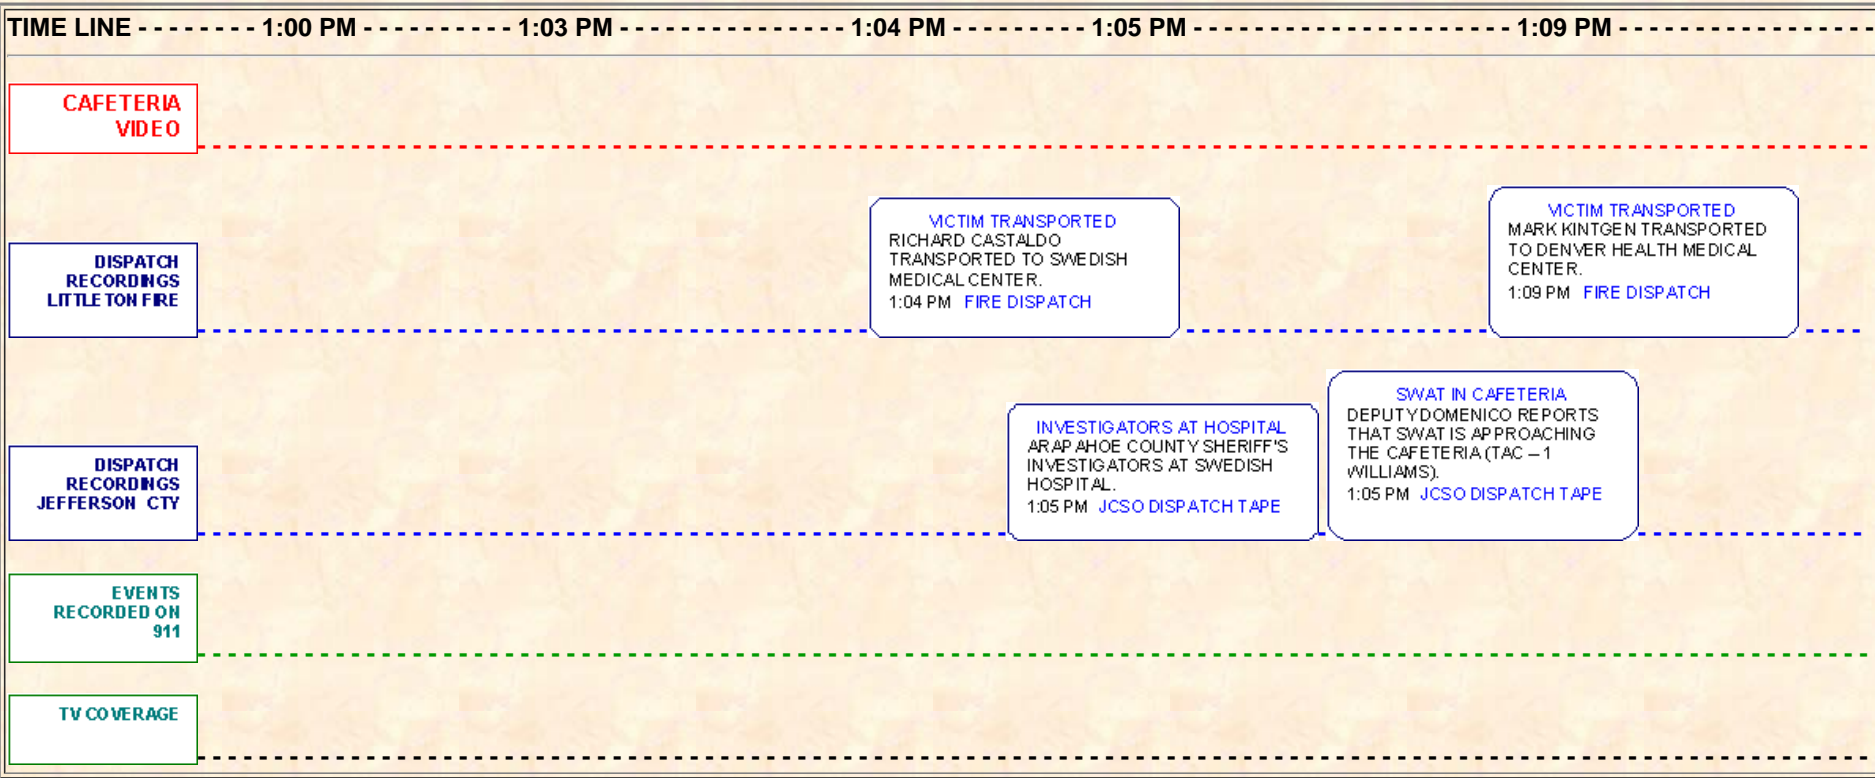 TIME LINE - - - - - - - - 1:00 PM - - - - - - - - - - 1:03 PM - - - - - - - - - - - - - - - 1:04 PM - - - - - - - - - 1:05 PM - - - - - - - - - - - - - - - - - - - - - 1:09 PM - - - - - - - - - - - - - - - - -
CAFETERIA
VIDEO
DISPATCH
RECORDINGS
LITTLETON FIRE
VICTIM TRANSPORTED
RICHARD CASTALDO
TRANSPORTED TO SWEDISH
MEDICAL CENTER.
1:04 PM FIRE DISPATCH
VICTIM TRANSPORTED
MARK KINTGEN TRANSPORTED
TO DENVER HEALTH MEDICAL
CENTER.
1:09 PM FIRE DISPATCH
DISPATCH
RECORDINGS
JEFFERSON CTY
INVESTIGATORS AT HOSPITAL
ARAPAHOE COUNTY SHERIFF'S
INVESTIGATORS AT SWEDISH
HOSPITAL.
1:05 PM JCSO DISPATCH TAPE
SWAT IN CAFETERIA
DEPUTY DOMENICO REPORTS
THAT SWAT IS APPROACHING
THE CAFETERIA (TAC – 1
WILLIAMS).
1:05 PM JCSO DISPATCH TAPE
EVENTS
RECORDED ON
911
TV COVERAGE